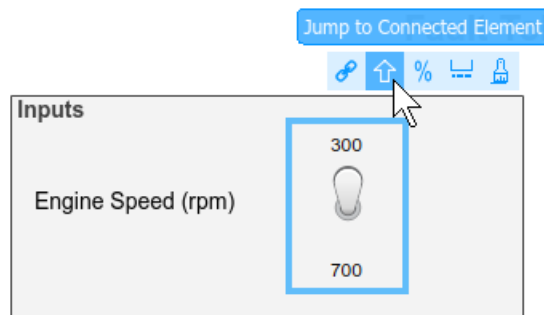 Jump to Connected Element
%
Inputs
300
Engine Speed (rpm)
700